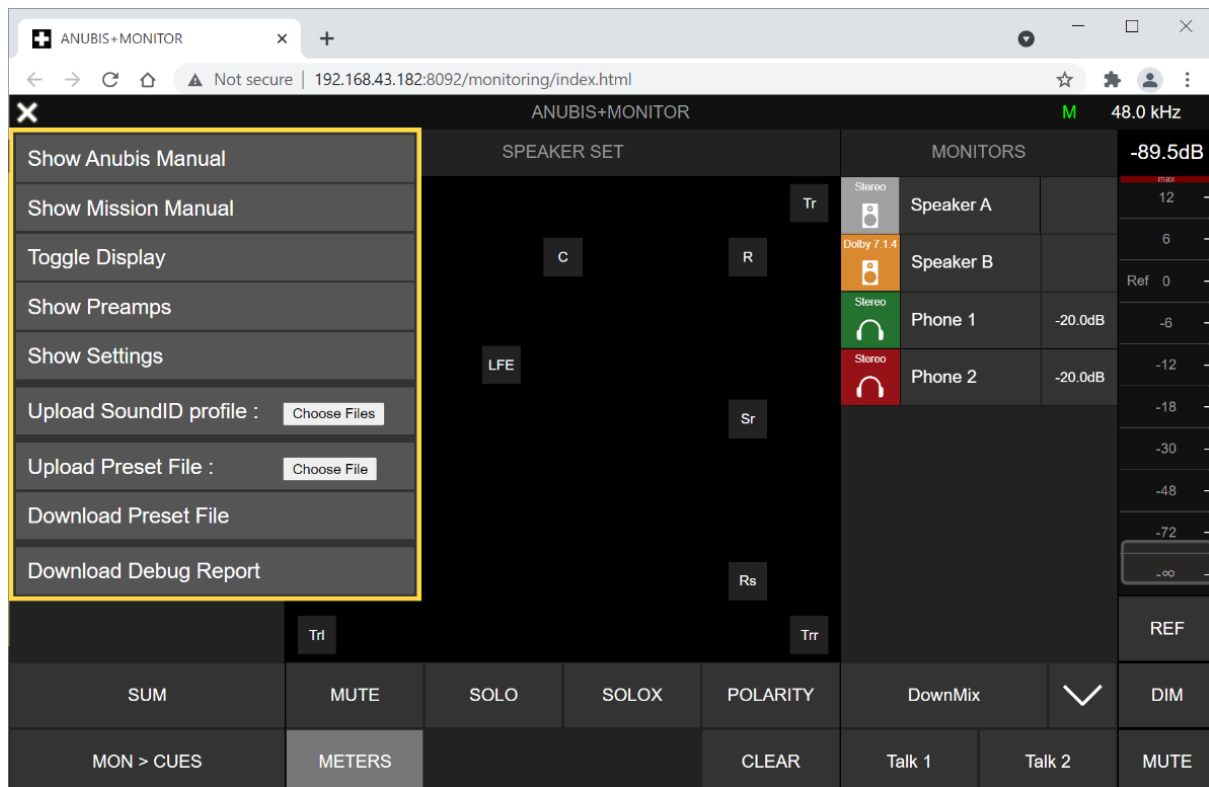 ANUBIS+MONITOR
Not secure | 192.168.43.182:8092/monitoring/index.html
ANUBIS+MONITOR
M
48.0 kHz
Show Anubis Manual
Show Mission Manual
Toggle Display
Show Preamps
Show Settings
Upload SoundID profile : Choose Files
Upload Preset File : Choose File
Download Preset File
Download Debug Report
SPEAKER SET
Tr
C
R
LFE
Sr
Rs
Trl
Trr
MONITORS
Stereo
Speaker A
Dolby 7.1.4
Speaker B
Stereo
Phone 1
-20.0dB
Stereo
Phone 2
-20.0dB
-89.5dB
max
12
6
Ref 0
-6
-12
-18
-30
-48
-72
-∞
REF
SUM
MUTE
SOLO
SOLOX
POLARITY
DownMix
DIM
MON > CUES
METERS
CLEAR
Talk 1
Talk 2
MUTE